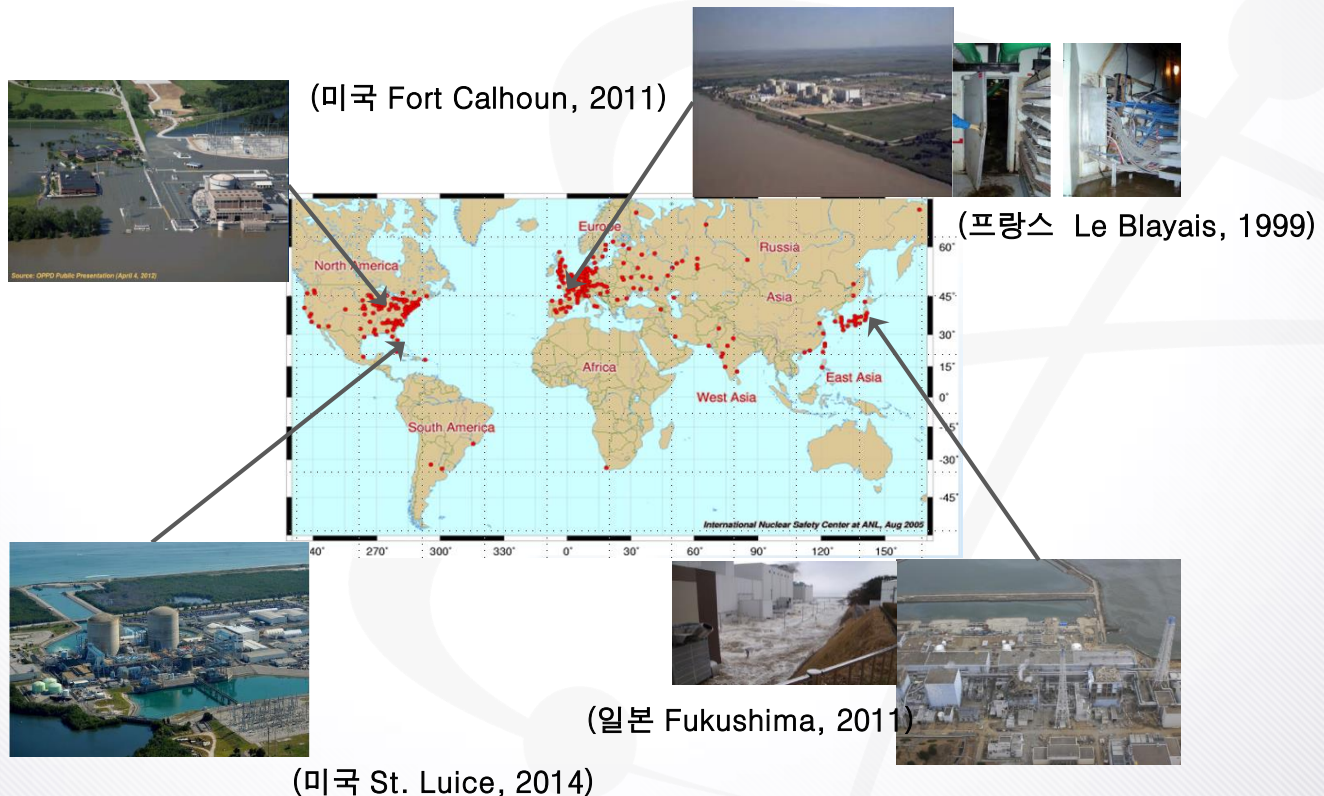 (미국 Fort Calhoun, 2011)
Source: OPPD Public Presentation (April 4, 2012)
(프랑스 Le Blayais, 1999)
Europe
Russia
North America
Asia
Africa
East Asia
West Asia
South America
60°
45°
30°
15°
0°
-15°
-30°
-45°
International Nuclear Safety Center at ANL, Aug 2005
40° 270° 300° 330° 0° 30° 60° 90° 120° 150°
(일본 Fukushima, 2011)
(미국 St. Luice, 2014)